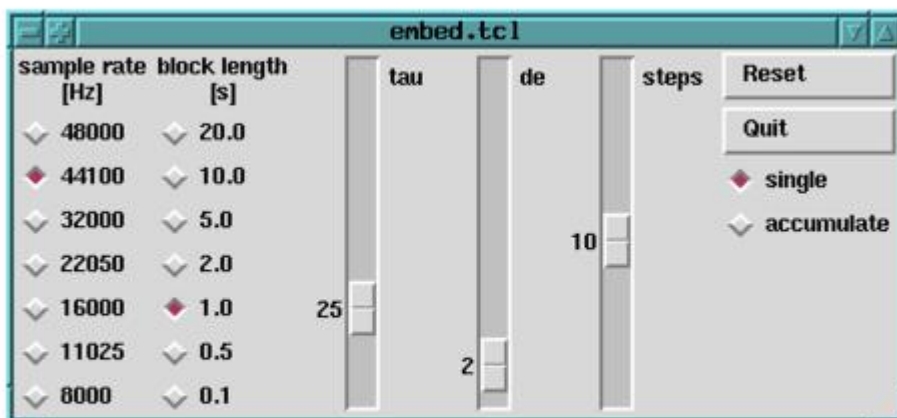 embed.tcl
sample rate
[Hz]
48000
44100
32000
22050
16000
11025
8000
block length
[s]
20.0
10.0
5.0
2.0
1.0
0.5
0.1
tau
25
de
2
steps
10
Reset
Quit
single
accumulate